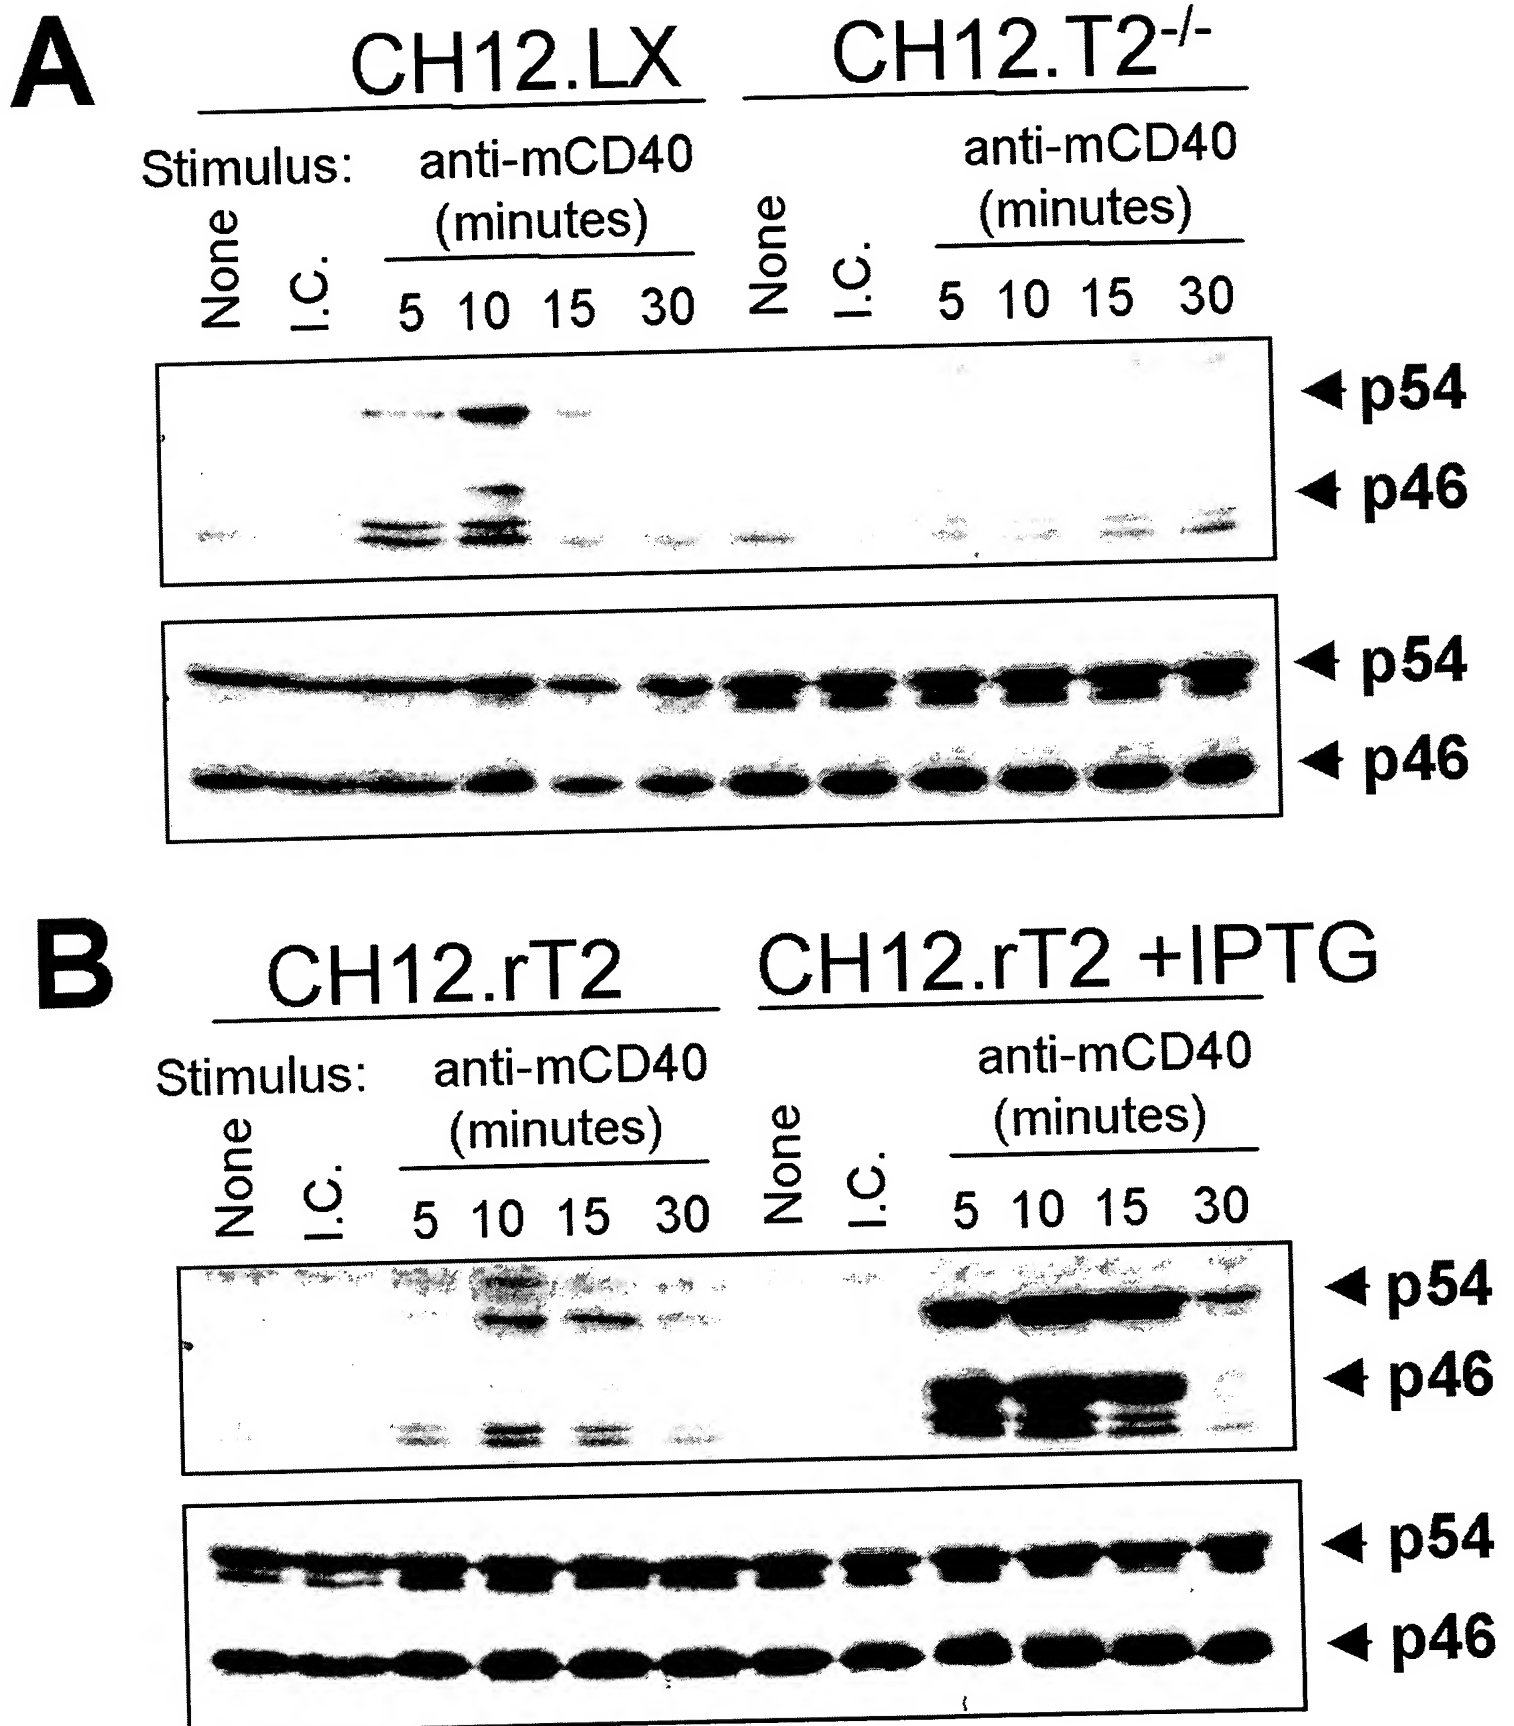 A
CH12.LX CH12.T2-/-
Stimulus: anti-mCD40 (minutes) anti-mCD40 (minutes)
None I.C. 5 10 15 30 None I.C. 5 10 15 30
p54
p46
p54
p46
B
CH12.rT2 CH12.rT2 +IPTG
Stimulus: anti-mCD40 (minutes) anti-mCD40 (minutes)
None I.C. 5 10 15 30 None I.C. 5 10 15 30
p54
p46
p54
p46